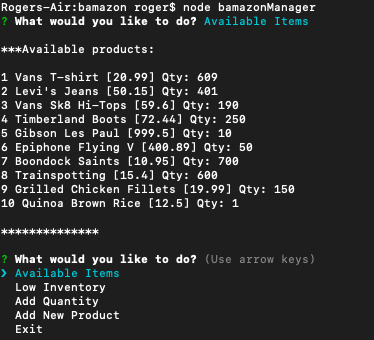 Rogers-Air:bamazon roger$ node bamazonManager
? What would you like to do? Available Items
***Available products:
1 Vans T-shirt [20.99] Qty: 609
2 Levi's Jeans [50.15] Qty: 401
3 Vans Sk8 Hi-Tops [59.6] Qty: 190
4 Timberland Boots [72.44] Qty: 250
5 Gibson Les Paul [999.5] Qty: 10
6 Epiphone Flying V [400.89] Qty: 50
7 Boondock Saints [10.95] Qty: 700
8 Trainspotting [15.4] Qty: 600
9 Grilled Chicken Fillets [19.99] Qty: 150
10 Quinoa Brown Rice [12.5] Qty: 1
**************
? What would you like to do? (Use arrow keys)
❯ Available Items
Low Inventory
Add Quantity
Add New Product
Exit